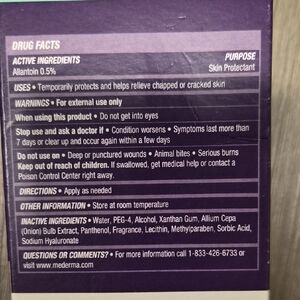 DRUG FACTS
ACTIVE INGREDIENTS PURPOSE
Allantoin 0.5% Skin Protectant
USES • Temporarily protects and helps relieve chapped or cracked skin
WARNINGS • For external use only
When using this product • Do not get into eyes
Stop use and ask a doctor if • Condition worsens • Symptoms last more than
7 days or clear up and occur again within a few days
Do not use on • Deep or punctured wounds • Animal bites • Serious burns
Keep out of reach of children. If swallowed, get medical help or contact a
Poison Control Center right away.
DIRECTIONS • Apply as needed
OTHER INFORMATION • Store at room temperature
INACTIVE INGREDIENTS • Water, PEG-4, Alcohol, Xanthan Gum, Allium Cepa
(Onion) Bulb Extract, Panthenol, Fragrance, Lecithin, Methylparaben, Sorbic Acid,
Sodium Hyaluronate
QUESTIONS OR COMMENTS? • For more information call 1-833-426-6733 or
visit www.mederma.com